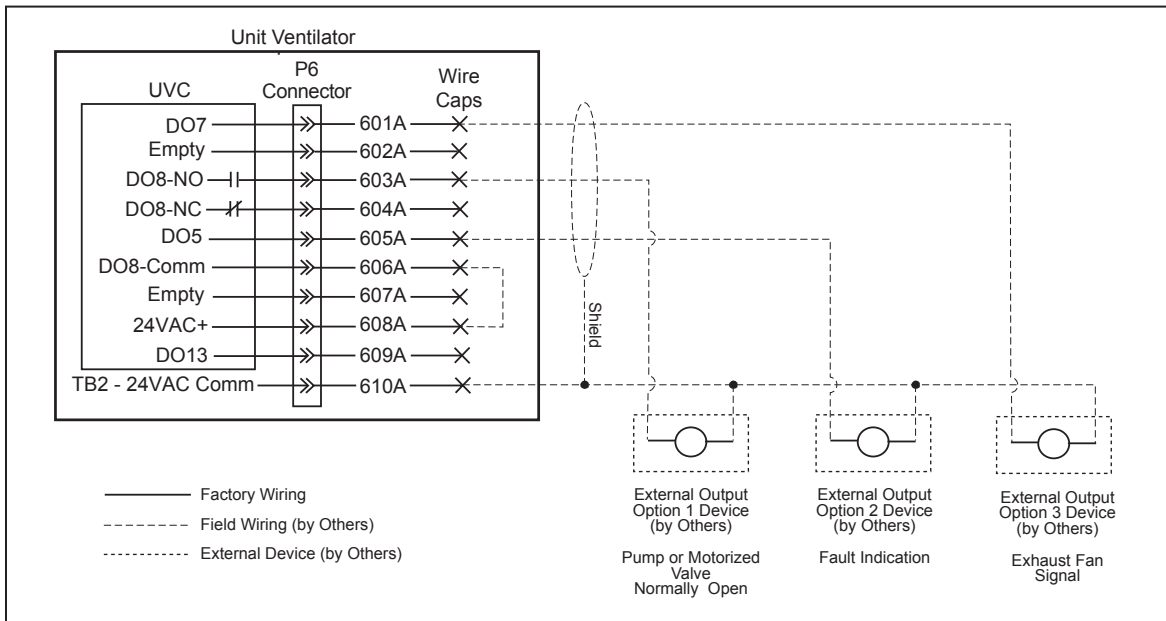 Unit Ventilator
P6
Connector
Wire
Caps
UVC
DO7
601A
Empty
602A
DO8-NO
603A
DO8-NC
604A
DO5
605A
DO8-Comm
606A
Empty
607A
24VAC+
608A
DO13
609A
TB2 - 24VAC Comm
610A
Shield
Factory Wiring
Field Wiring (by Others)
External Device (by Others)
External Output
Option 1 Device
(by Others)
Pump or Motorized
Valve
Normally Open
External Output
Option 2 Device
(by Others)
Fault Indication
External Output
Option 3 Device
(by Others)
Exhaust Fan
Signal